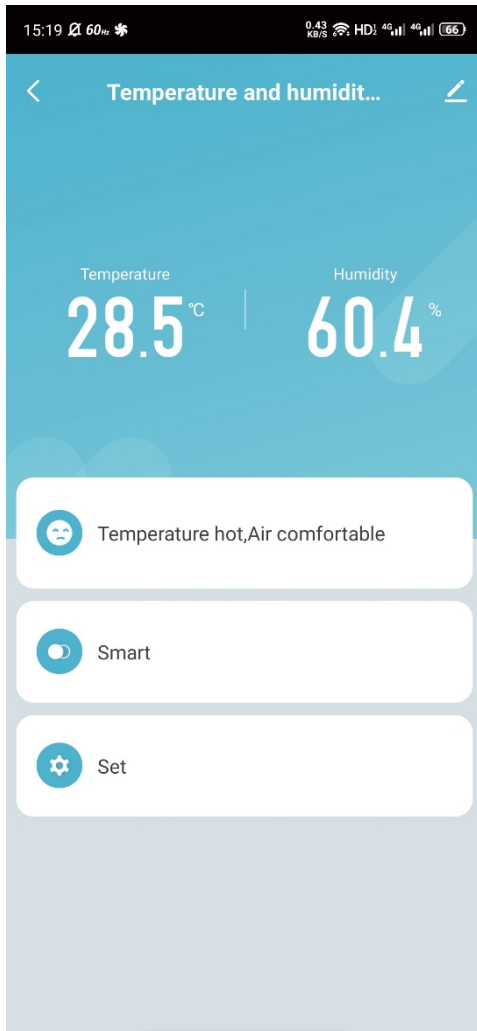 15:19 60Hz 0.43 KB/S HD 4G 4G 66
Temperature and humidit...
Temperature Humidity
28.5 °C 60.4 %
Temperature hot,Air comfortable
Smart
Set